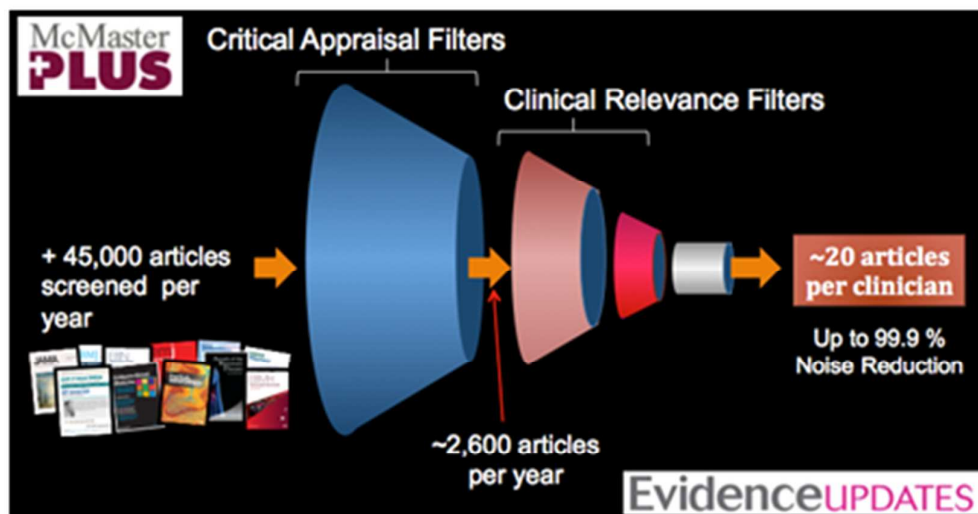 McMaster
PLUS
Critical Appraisal Filters
Clinical Relevance Filters
+ 45,000 articles
screened per
year
~20 articles
per clinician
Up to 99.9 %
Noise Reduction
JAMA
~2,600 articles
per year
EvidenceUPDATES